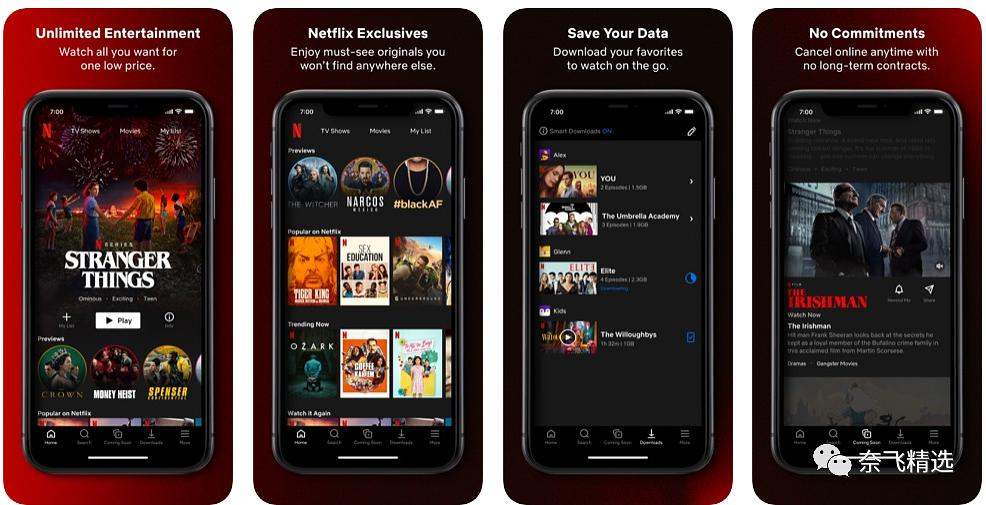 Unlimited Entertainment
Watch all you want for
one low price.
7:00
N
TV Shows
Movies
My List
N SERIES
STRANGER
THINGS
Ominous • Exciting • Teen
My List
Play
Info
Previews
CROWN
MONEY HEIST
SPENSER
CONFIDENTIAL
Popular on Netflix
Home
Search
Coming Soon
Downloads
More
Netflix Exclusives
Enjoy must-see originals you
won't find anywhere else.
7:00
N
TV Shows
Movies
My List
Previews
THE WITCHER
NARCOS
MEXICO
#blackAF
Popular on Netflix
TIGER KING
SEX
EDUCATION
6 UNDERGROUND
Trending Now
OZARK
COFFEE
& KAREEM
Watch It Again
Home
Search
Coming Soon
Downloads
More
Save Your Data
Download your favorites
to watch on the go.
7:00
Smart Downloads ON
Alex
YOU
YOU
2 Episodes | 1.5GB
The Umbrella Academy
3 Episodes | 1.9GB
Glenn
ELITE
Elite
4 Episodes | 2.3GB
Downloading
Kids
The Willoughbys
1h 32m | 1GB
Home
Search
Coming Soon
Downloads
More
No Commitments
Cancel online anytime with
no long-term contracts.
7:00
Watch Now
Stranger Things
Ominous • Exciting • Teen
N FILM
THE
IRISHMAN
Remind Me
Share
Watch Now
The Irishman
Hit man Frank Sheeran looks back at the secrets he
kept as a loyal member of the Bufalino crime family in
this acclaimed film from Martin Scorsese.
Dramas • Gangster Movies
Home
Search
Coming Soon
Downloads
More
奈飞精选